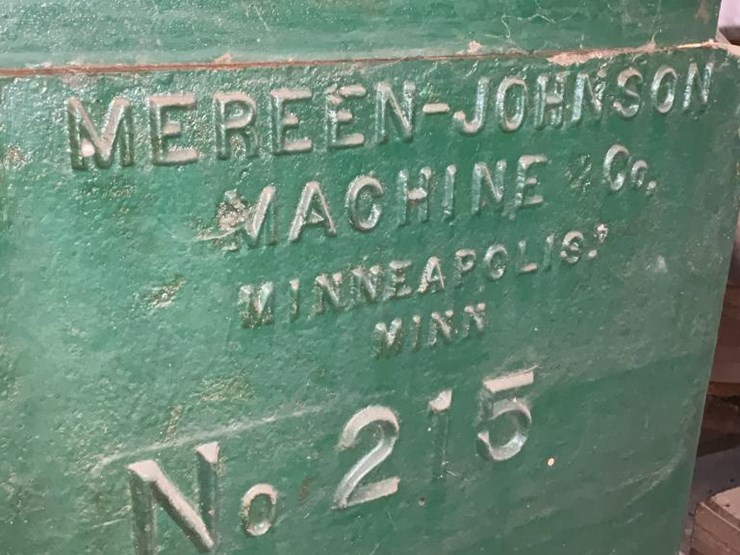 MEREEN-JOHNSON
MACHINE & Co.
MINNEAPOLIS.
MINN
No 215